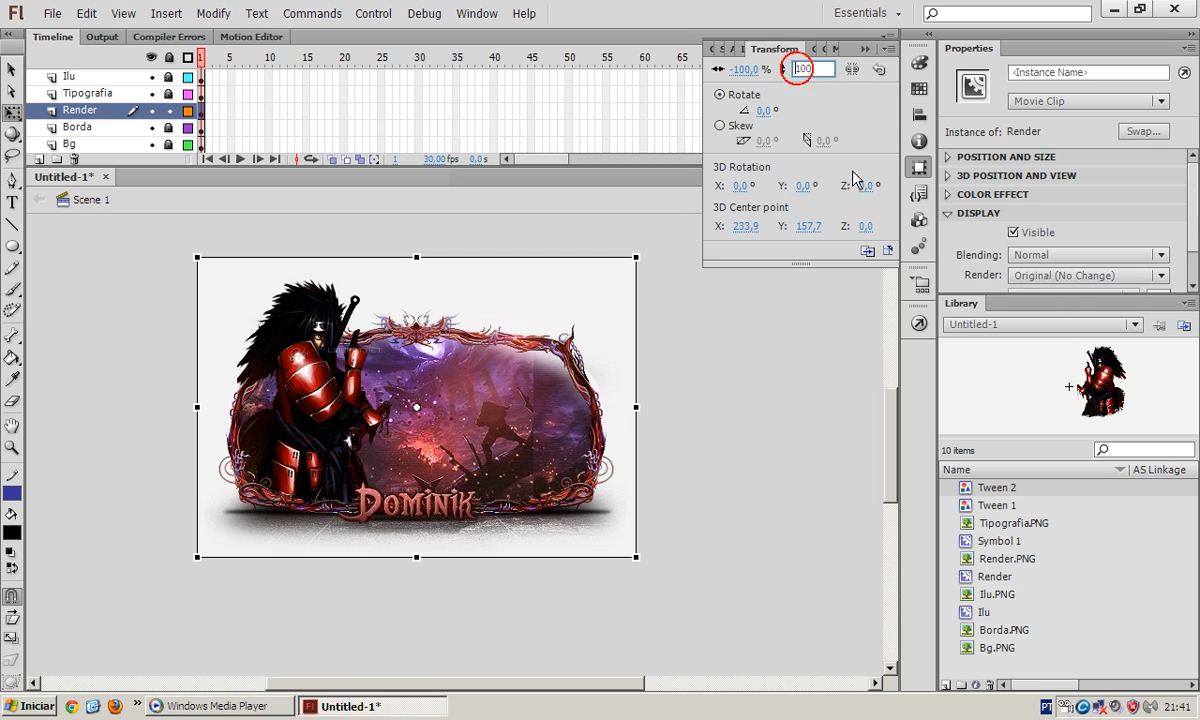 Fl File Edit View Insert Modify Text Commands Control Debug Window Help Essentials
Timeline Output Compiler Errors Motion Editor
1 5 10 15 20 25 30 35 40 45 50 55 60 65
Ilu
Tipografia
Render
Borda
Bg
1 30,00 fps 0,0 s
Untitled-1* ×
Scene 1
Transform
-100,0 % 100
Rotate
0,0 °
Skew
0,0 ° 0,0 °
3D Rotation
X: 0,0 ° Y: 0,0 ° Z: 0,0 °
3D Center point
X: 233,9 Y: 157,7 Z: 0,0
DOMINIK
Properties
<Instance Name>
Movie Clip
Instance of: Render Swap...
POSITION AND SIZE
3D POSITION AND VIEW
COLOR EFFECT
DISPLAY
Visible
Blending: Normal
Render: Original (No Change)
Library
Untitled-1
10 items
Name AS Linkage
Tween 2
Tween 1
Tipografia.PNG
Symbol 1
Render.PNG
Render
Ilu.PNG
Ilu
Borda.PNG
Bg.PNG
Iniciar Windows Media Player Fl Untitled-1* PT 21:41